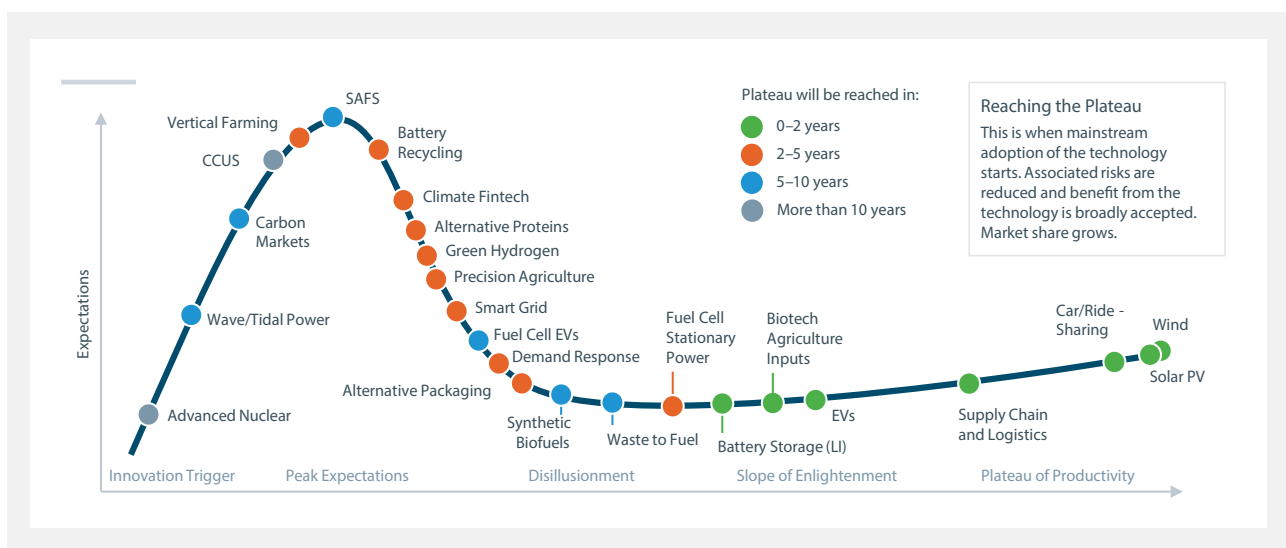 SAFS
Vertical Farming
Battery
Recycling
CCUS
Climate Fintech
Carbon
Markets
Alternative Proteins
Green Hydrogen
Precision Agriculture
Smart Grid
Wave/Tidal Power
Fuel Cell EVs
Demand Response
Alternative Packaging
Advanced Nuclear
Synthetic
Biofuels
Waste to Fuel
Fuel Cell
Stationary
Power
Battery Storage (LI)
Biotech
Agriculture
Inputs
EVs
Supply Chain
and Logistics
Car/Ride -
Sharing
Wind
Solar PV
Plateau will be reached in:
0–2 years
2–5 years
5–10 years
More than 10 years
Reaching the Plateau
This is when mainstream
adoption of the technology
starts. Associated risks are
reduced and benefit from the
technology is broadly accepted.
Market share grows.
Expectations
Innovation Trigger
Peak Expectations
Disillusionment
Slope of Enlightenment
Plateau of Productivity